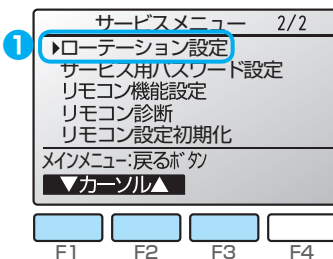 サービスメニュー 2/2
❶ ▶ローテーション設定
サービス用パスワード設定
リモコン機能設定
リモコン診断
リモコン設定初期化
メインメニュー:戻るボタン
▼カーソル▲
F1 F2 F3 F4